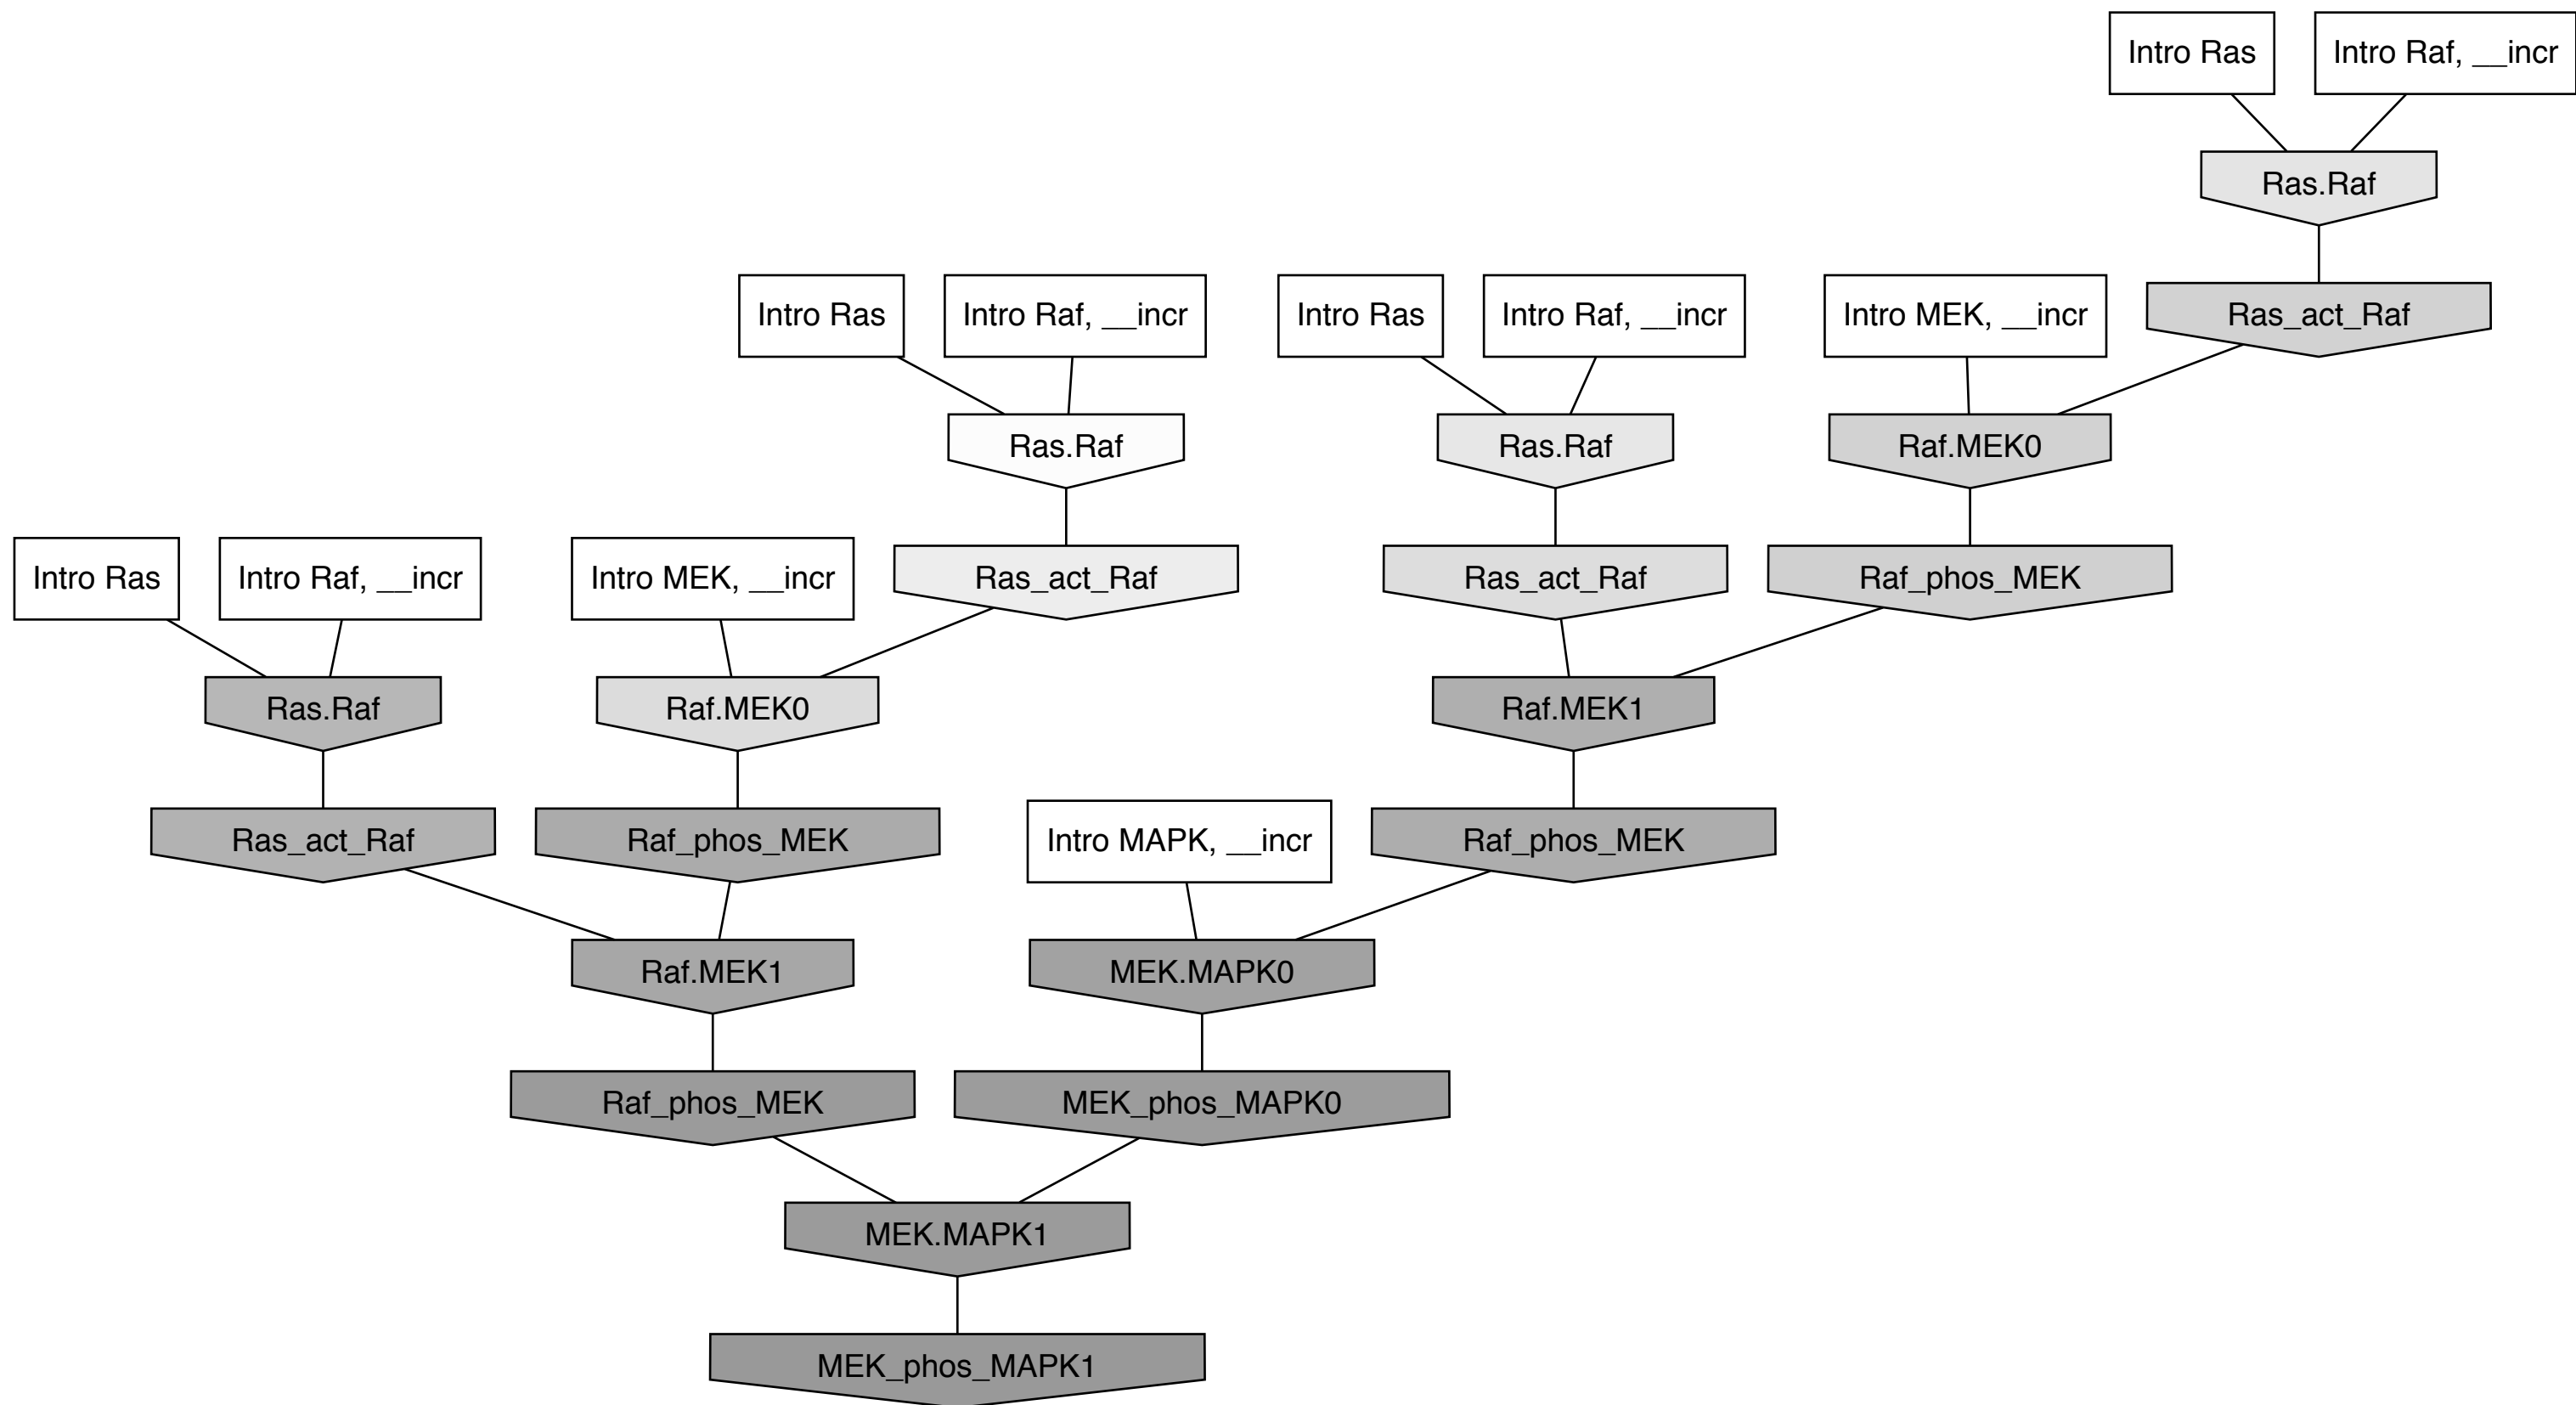 Intro Ras
Intro Raf, __incr
Ras.Raf
Intro Ras
Intro Raf, __incr
Intro Ras
Intro Raf, __incr
Intro MEK, __incr
Ras_act_Raf
Ras.Raf
Ras.Raf
Raf.MEK0
Intro Ras
Intro Raf, __incr
Intro MEK, __incr
Ras_act_Raf
Ras_act_Raf
Raf_phos_MEK
Ras.Raf
Raf.MEK0
Raf.MEK1
Ras_act_Raf
Raf_phos_MEK
Intro MAPK, __incr
Raf_phos_MEK
Raf.MEK1
MEK.MAPK0
Raf_phos_MEK
MEK_phos_MAPK0
MEK.MAPK1
MEK_phos_MAPK1